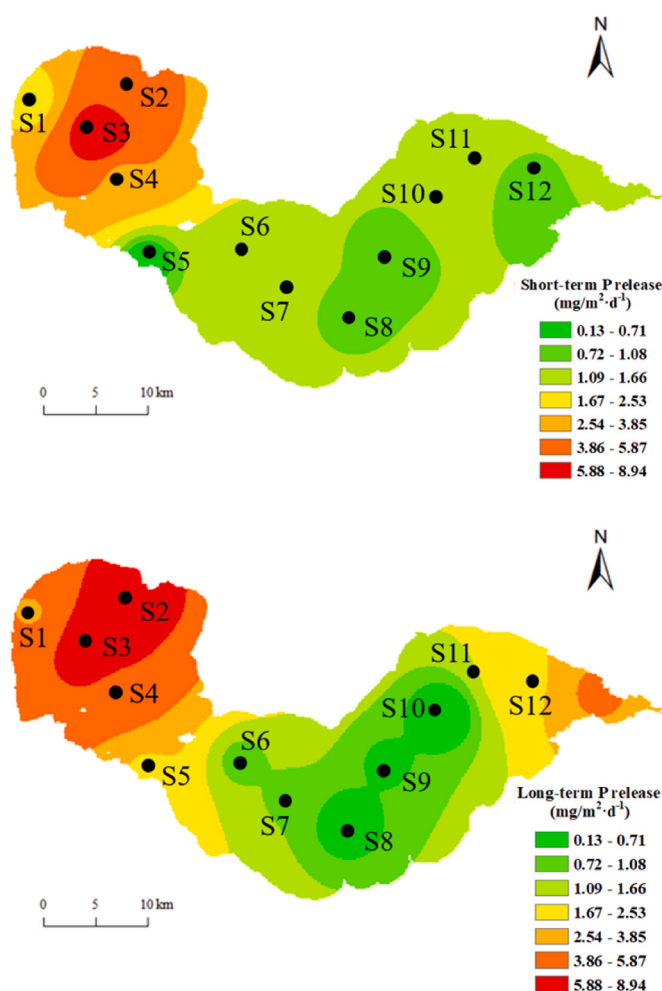 N
S1
S2
S3
S4
S5
S6
S7
S8
S9
S10
S11
S12
Short-term P release
(mg/m²·d⁻¹)
0.13 - 0.71
0.72 - 1.08
1.09 - 1.66
1.67 - 2.53
2.54 - 3.85
3.86 - 5.87
5.88 - 8.94
0 5 10 km
N
S1
S2
S3
S4
S5
S6
S7
S8
S9
S10
S11
S12
Long-term P release
(mg/m²·d⁻¹)
0.13 - 0.71
0.72 - 1.08
1.09 - 1.66
1.67 - 2.53
2.54 - 3.85
3.86 - 5.87
5.88 - 8.94
0 5 10 km